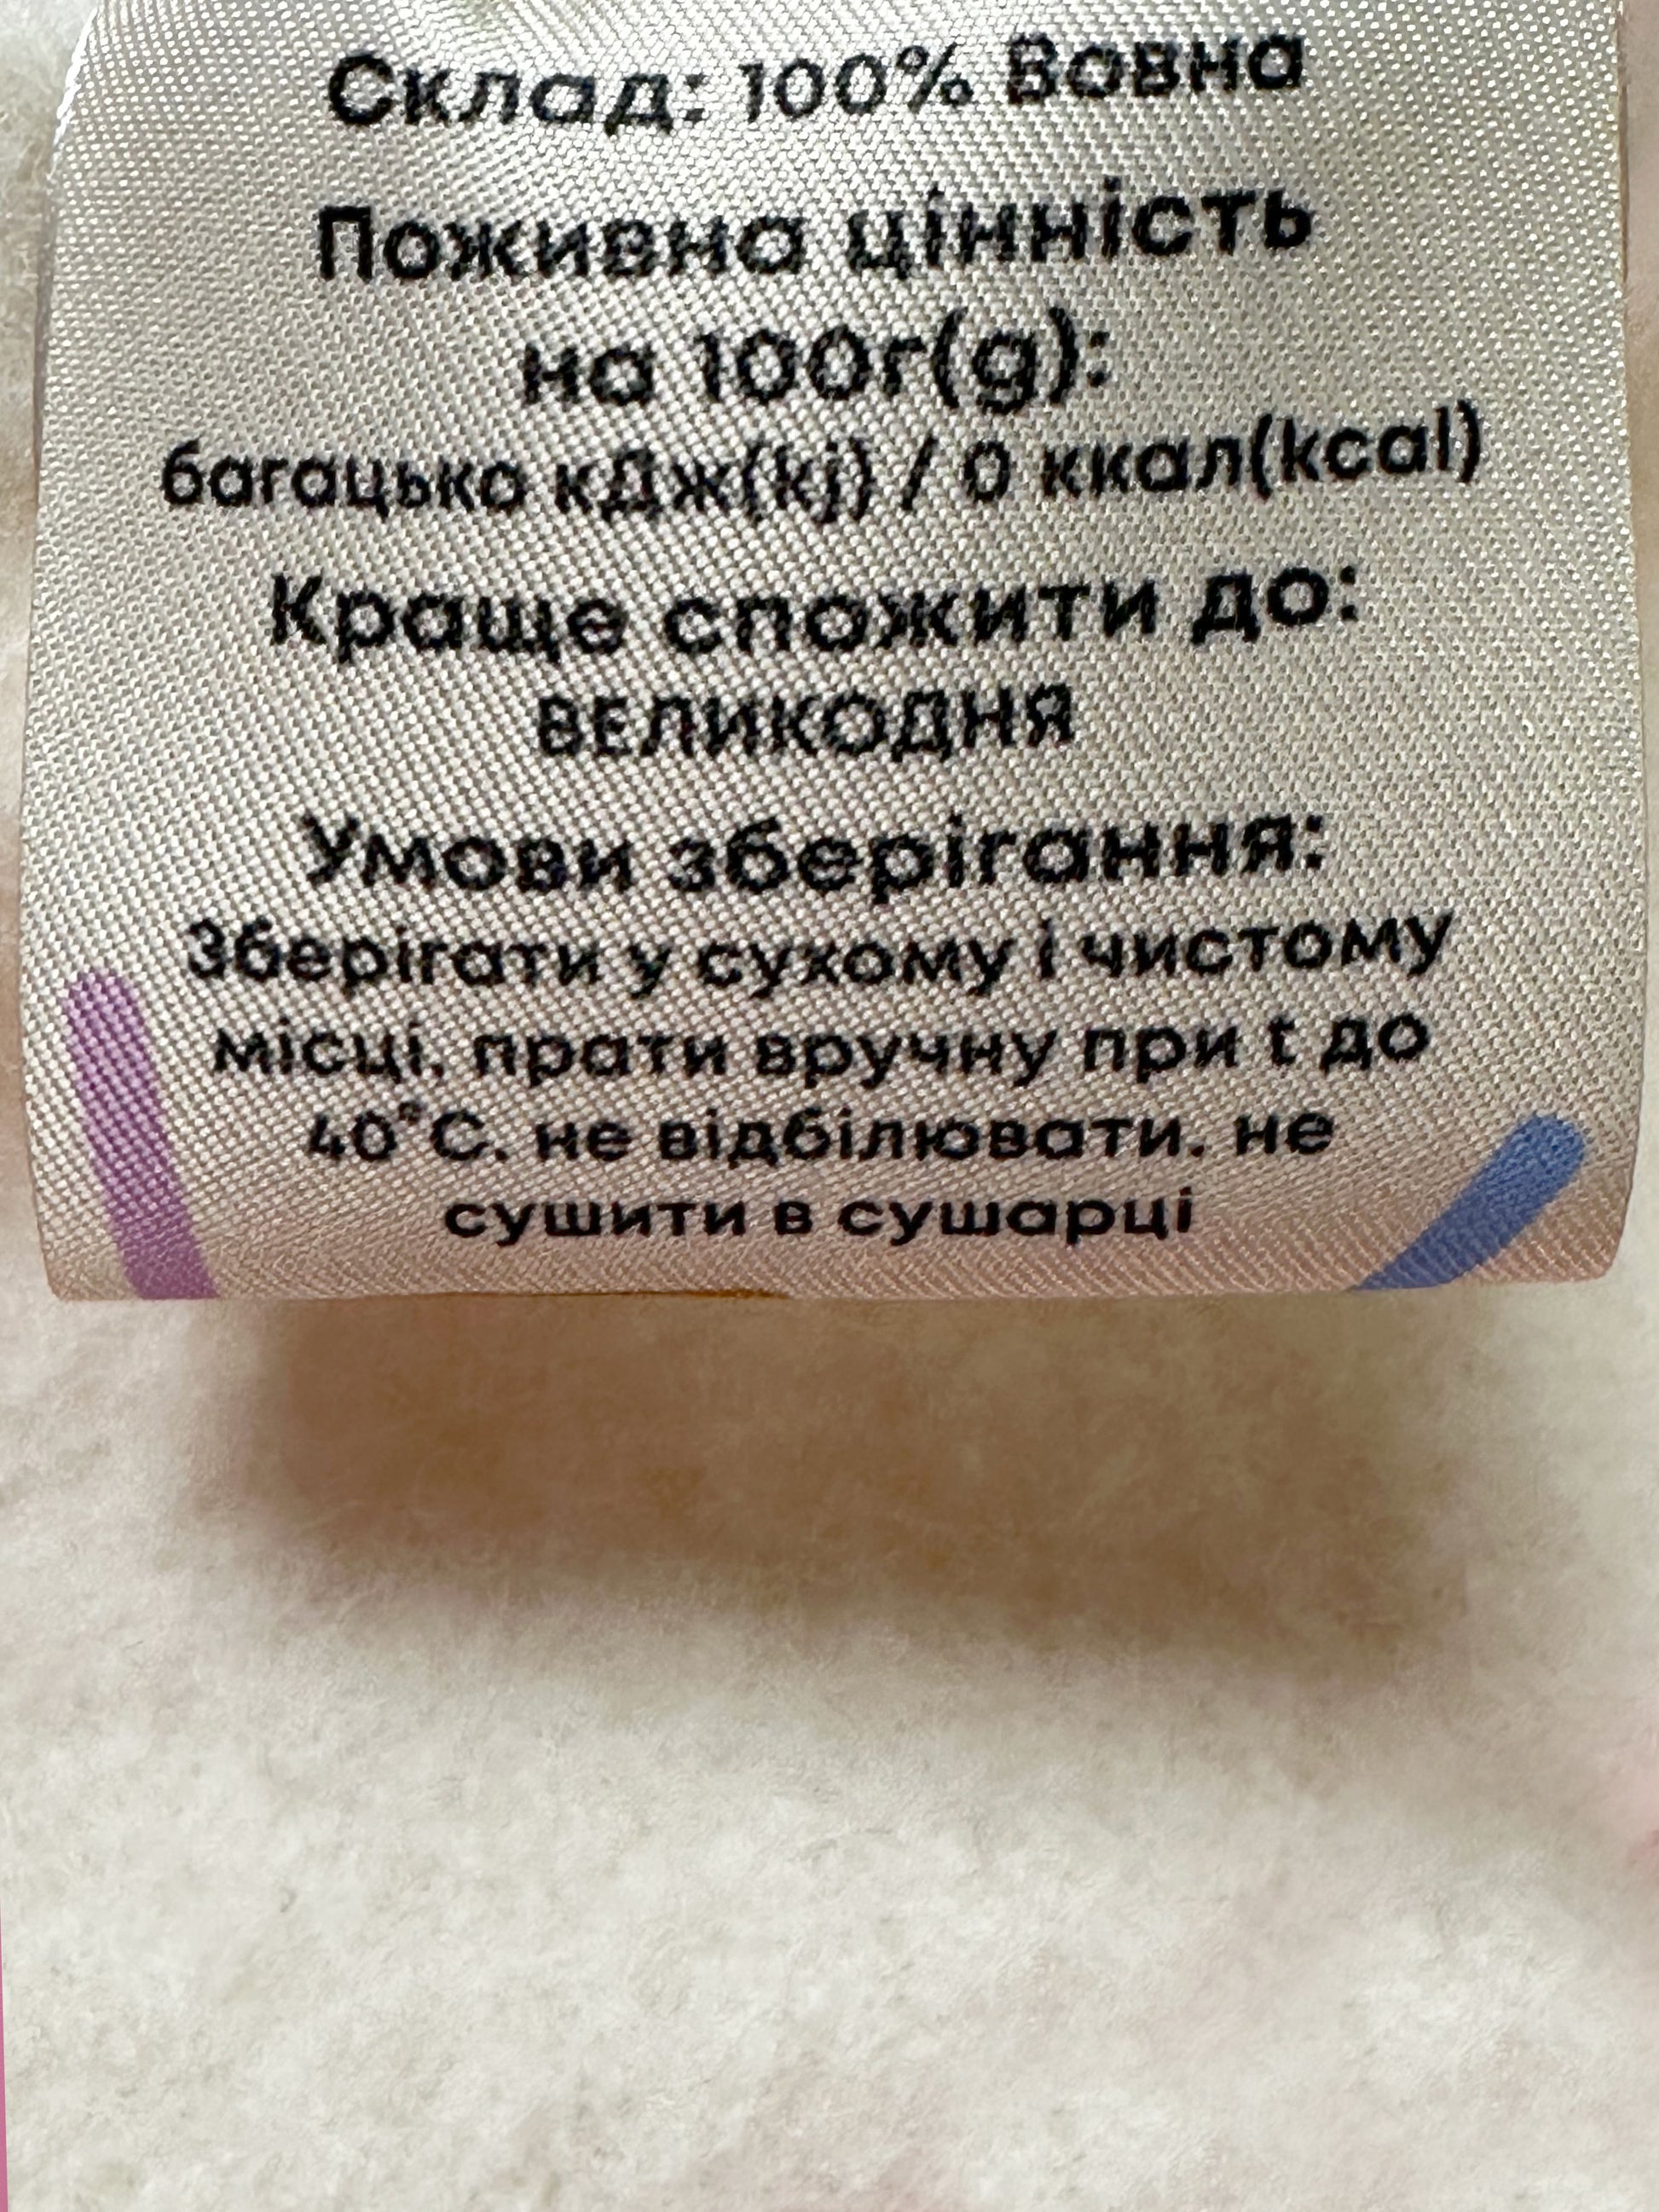 Склад: 100% Вовна
Поживна цінність
на 100г(g):
багацько кДж(kj) / 0 ккал(kcal)
Краще спожити до:
ВЕЛИКОДНЯ
Умови зберігання:
Зберігати у сухому і чистому
місці. прати вручну при t до
40°C. не відбілювати. не
сушити в сушарці